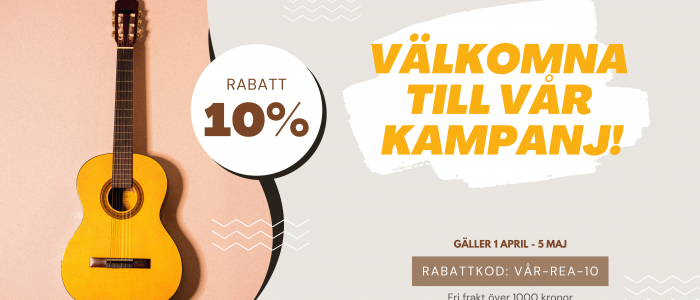 RABATT
10%
VÄLKOMNA
TILL VÅR
KAMPANJ!
GÄLLER 1 APRIL - 5 MAJ
RABATTKOD: VÅR-REA-10
Fri frakt över 1000 kronor